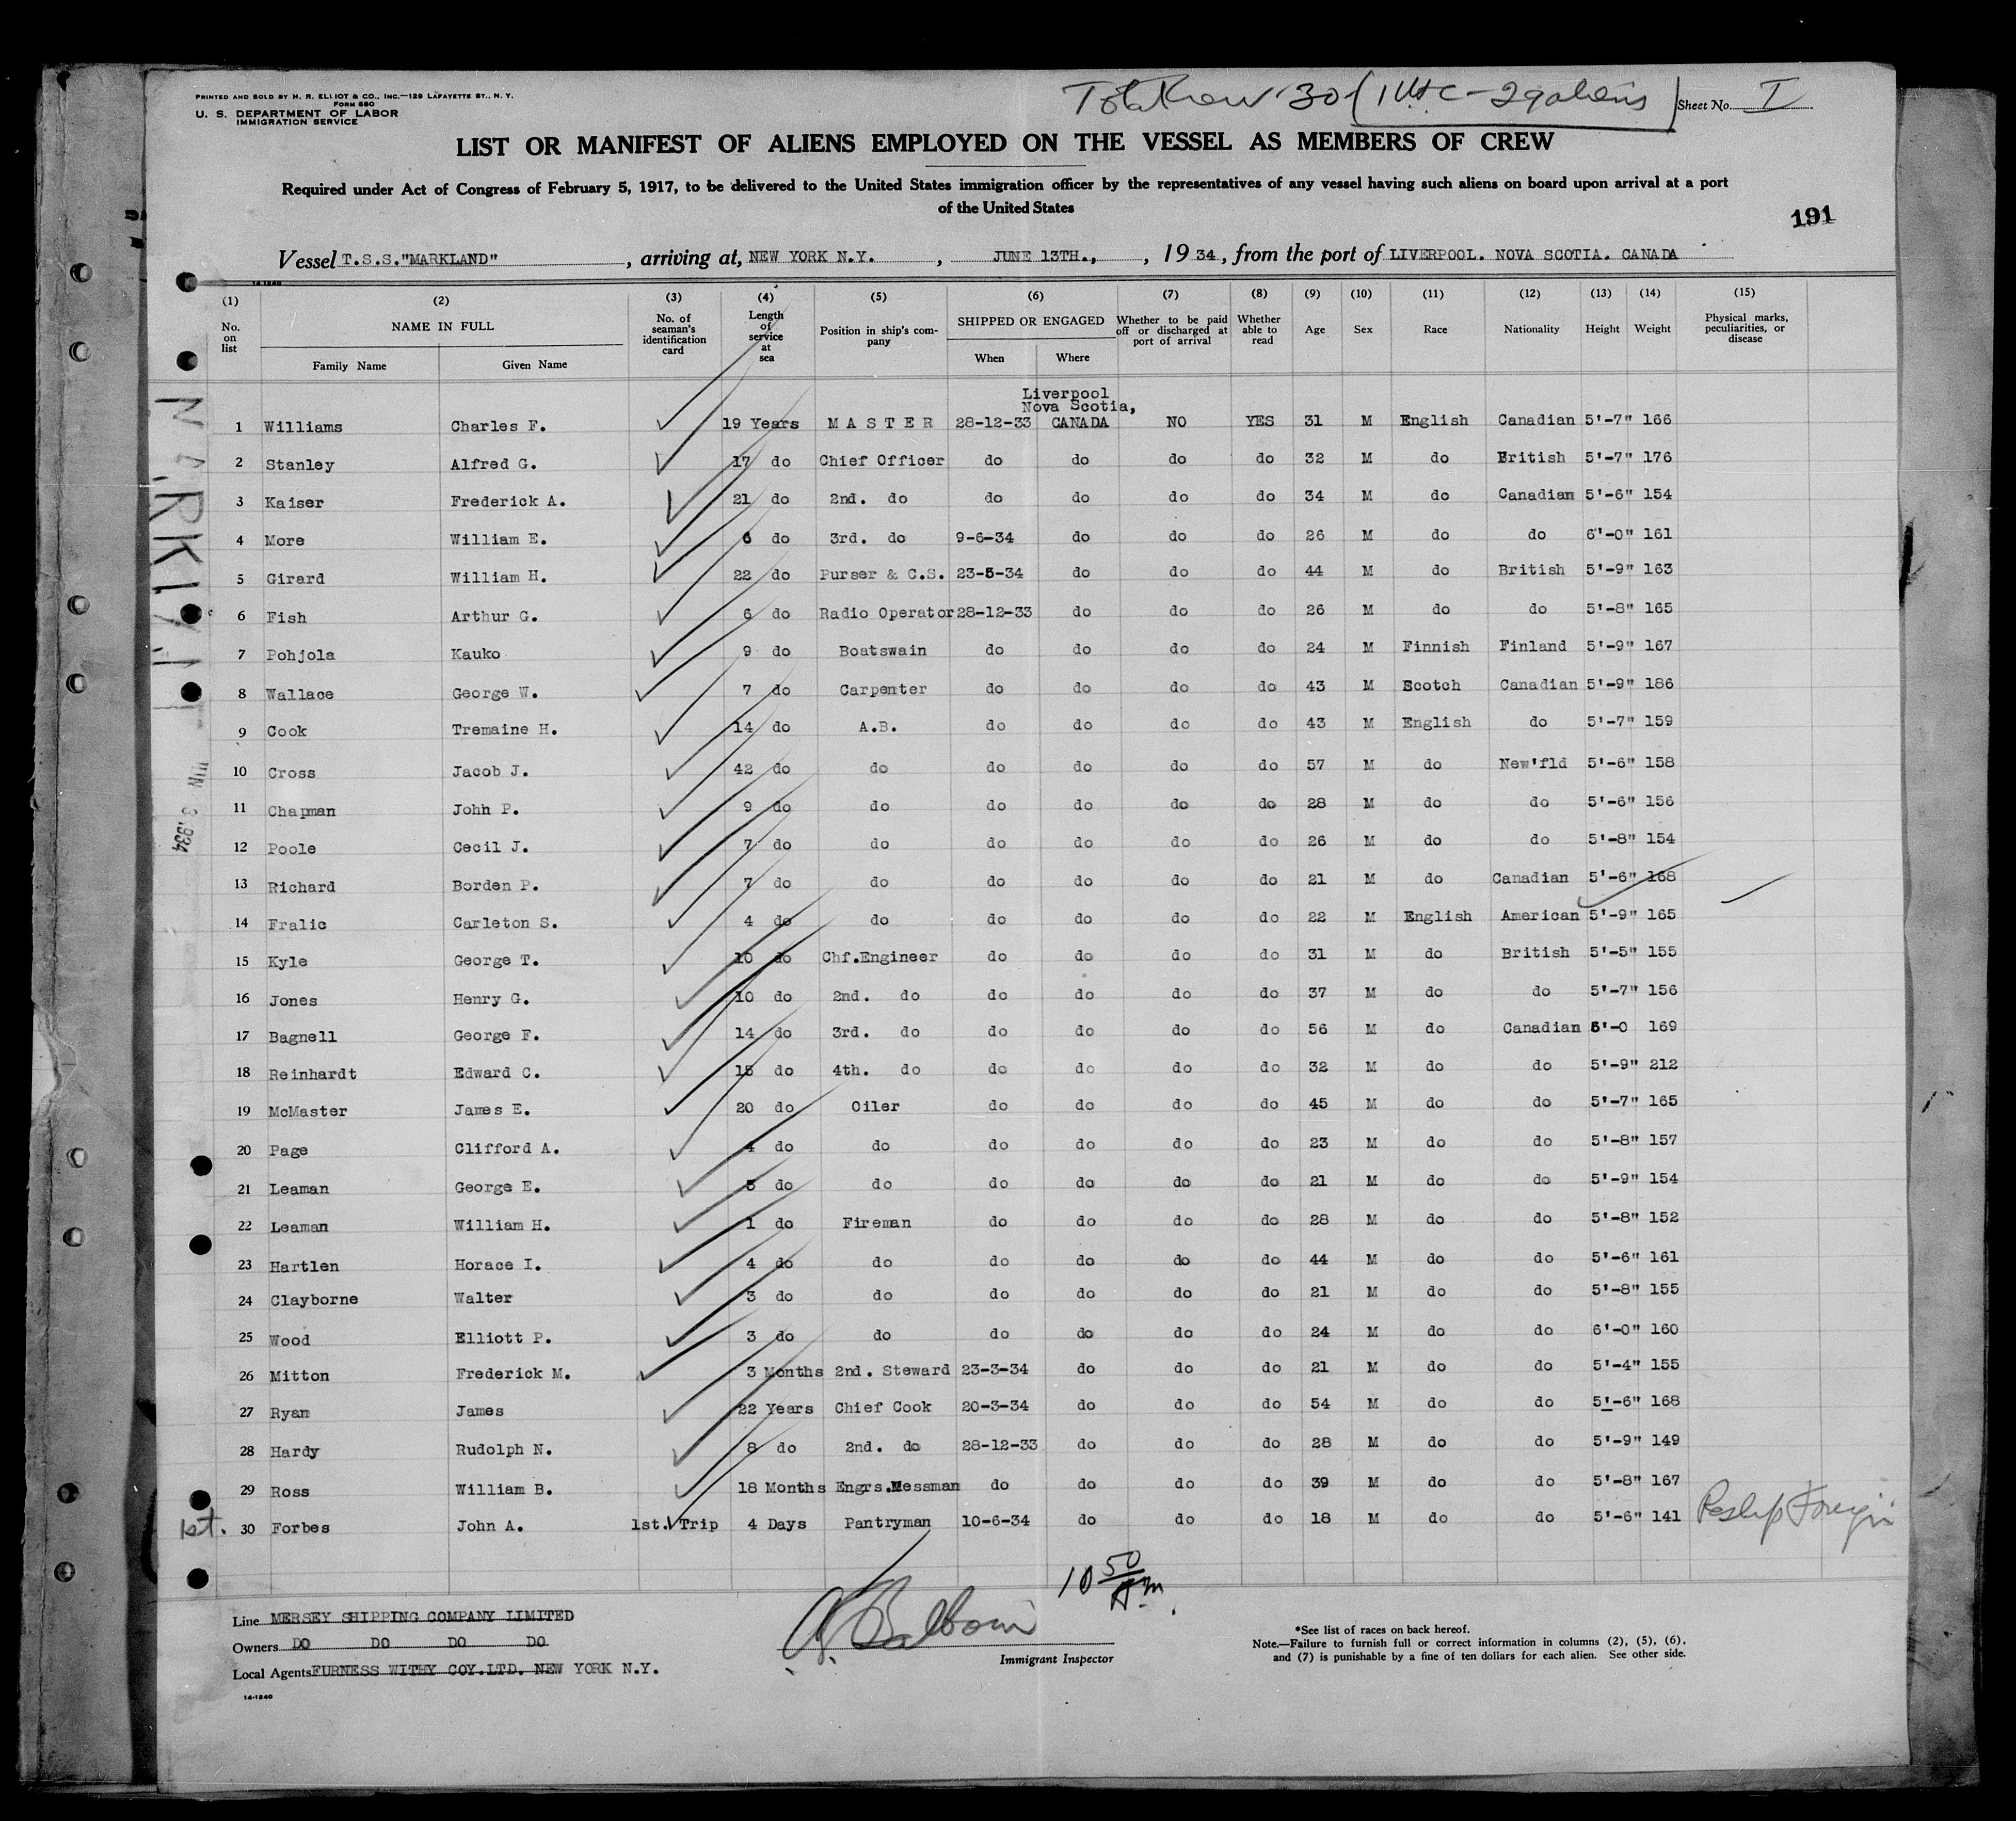 PRINTED AND SOLD BY H. R. ELLIOT & CO., INC.—129 LAFAYETTE ST., N. Y.
FORM 680
U. S. DEPARTMENT OF LABOR
IMMIGRATION SERVICE
30 (1 USC - 29 aliens)
Sheet No. I
LIST OR MANIFEST OF ALIENS EMPLOYED ON THE VESSEL AS MEMBERS OF CREW
Required under Act of Congress of February 5, 1917, to be delivered to the United States immigration officer by the representatives of any vessel having such aliens on board upon arrival at a port
of the United States
191
Vessel T.S.S."MARKLAND", arriving at, NEW YORK N.Y., JUNE 13TH., , 1934, from the port of LIVERPOOL. NOVA SCOTIA. CANADA
14-1240
(1) (2) (3) (4) (5) (6) (7) (8) (9) (10) (11) (12) (13) (14) (15)
No. on list NAME IN FULL Family Name Given Name No. of seaman's identification card Length of service at sea Position in ship's company SHIPPED OR ENGAGED When Where Whether to be paid off or discharged at port of arrival Whether able to read Age Sex Race Nationality Height Weight Physical marks, peculiarities, or disease
Liverpool
Nova Scotia,
1 Williams Charles F. 19 Years MASTER 28-12-33 CANADA NO YES 31 M English Canadian 5'-7" 166
2 Stanley Alfred G. 17 do Chief Officer do do do do 32 M do British 5'-7" 176
3 Kaiser Frederick A. 21 do 2nd. do do do do do 34 M do Canadian 5'-6" 154
4 More William E. 6 do 3rd. do 9-6-34 do do do 26 M do do 6'-0" 161
5 Girard William H. 22 do Purser & C.S. 23-5-34 do do do 44 M do British 5'-9" 163
6 Fish Arthur G. 6 do Radio Operator 28-12-33 do do do 26 M do do 5'-8" 165
7 Pohjola Kauko 9 do Boatswain do do do do 24 M Finnish Finland 5'-9" 167
8 Wallace George W. 7 do Carpenter do do do do 43 M Scotch Canadian 5'-9" 186
9 Cook Tremaine H. 14 do A.B. do do do do 43 M English do 5'-7" 159
10 Cross Jacob J. 42 do do do do do do 57 M do New'fld 5'-6" 158
11 Chapman John P. 9 do do do do do do 28 M do do 5'-6" 156
12 Poole Cecil J. 7 do do do do do do 26 M do do 5'-8" 154
13 Richard Borden P. 7 do do do do do do 21 M do Canadian 5'-6" 168
14 Fralic Carleton S. 4 do do do do do do 22 M English American 5'-9" 165
15 Kyle George T. 10 do Chf.Engineer do do do do 31 M do British 5'-5" 155
16 Jones Henry G. 10 do 2nd. do do do do do 37 M do do 5'-7" 156
17 Bagnell George F. 14 do 3rd. do do do do do 56 M do Canadian 6'-0 169
18 Reinhardt Edward C. 15 do 4th. do do do do do 32 M do do 5'-9" 212
19 McMaster James E. 20 do Oiler do do do do 45 M do do 5'-7" 165
20 Page Clifford A. 4 do do do do do do 23 M do do 5'-8" 157
21 Leaman George E. 5 do do do do do do 21 M do do 5'-9" 154
22 Leaman William H. 1 do Fireman do do do do 28 M do do 5'-8" 152
23 Hartlen Horace I. 4 do do do do do do 44 M do do 5'-6" 161
24 Clayborne Walter 3 do do do do do do 21 M do do 5'-8" 155
25 Wood Elliott P. 3 do do do do do do 24 M do do 6'-0" 160
26 Mitton Frederick M. 3 Months 2nd. Steward 23-3-34 do do do 21 M do do 5'-4" 155
27 Ryan James 22 Years Chief Cook 20-3-34 do do do 54 M do do 5'-6" 168
28 Hardy Rudolph N. 8 do 2nd. do 28-12-33 do do do 28 M do do 5'-9" 149
29 Ross William B. 18 Months Engrs.Messman do do do do 39 M do do 5'-8" 167
1st. 30 Forbes John A. 1st. Trip 4 Days Pantryman 10-6-34 do do do 18 M do do 5'-6" 141
MARKLAND
1934
10 50 Am
Line MERSEY SHIPPING COMPANY LIMITED
Owners DO DO DO DO
Local Agents FURNESS WITHY COY.LTD. NEW YORK N.Y.
14-1240
Immigrant Inspector
*See list of races on back hereof.
Note.—Failure to furnish full or correct information in columns (2), (5), (6),
and (7) is punishable by a fine of ten dollars for each alien. See other side.